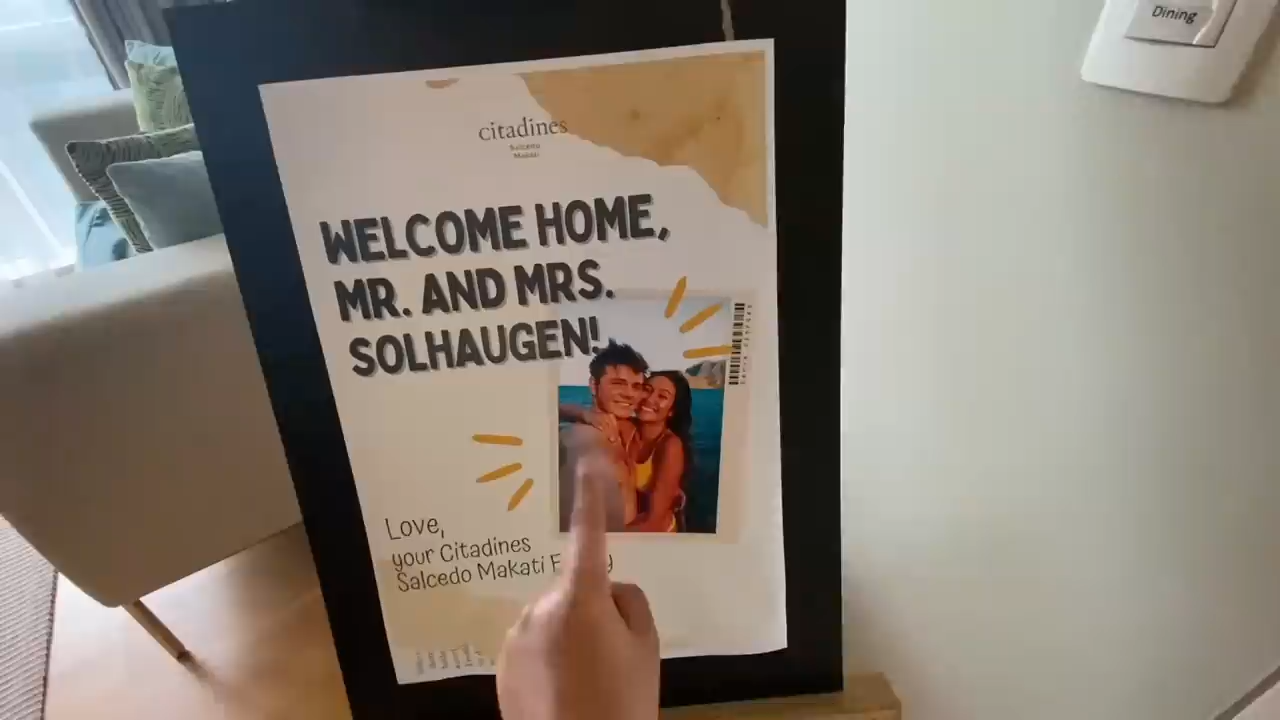 Dining
citadines
Salcedo
Makati
WELCOME HOME,
MR. AND MRS.
SOLHAUGEN!
Love,
your Citadines
Salcedo Makati